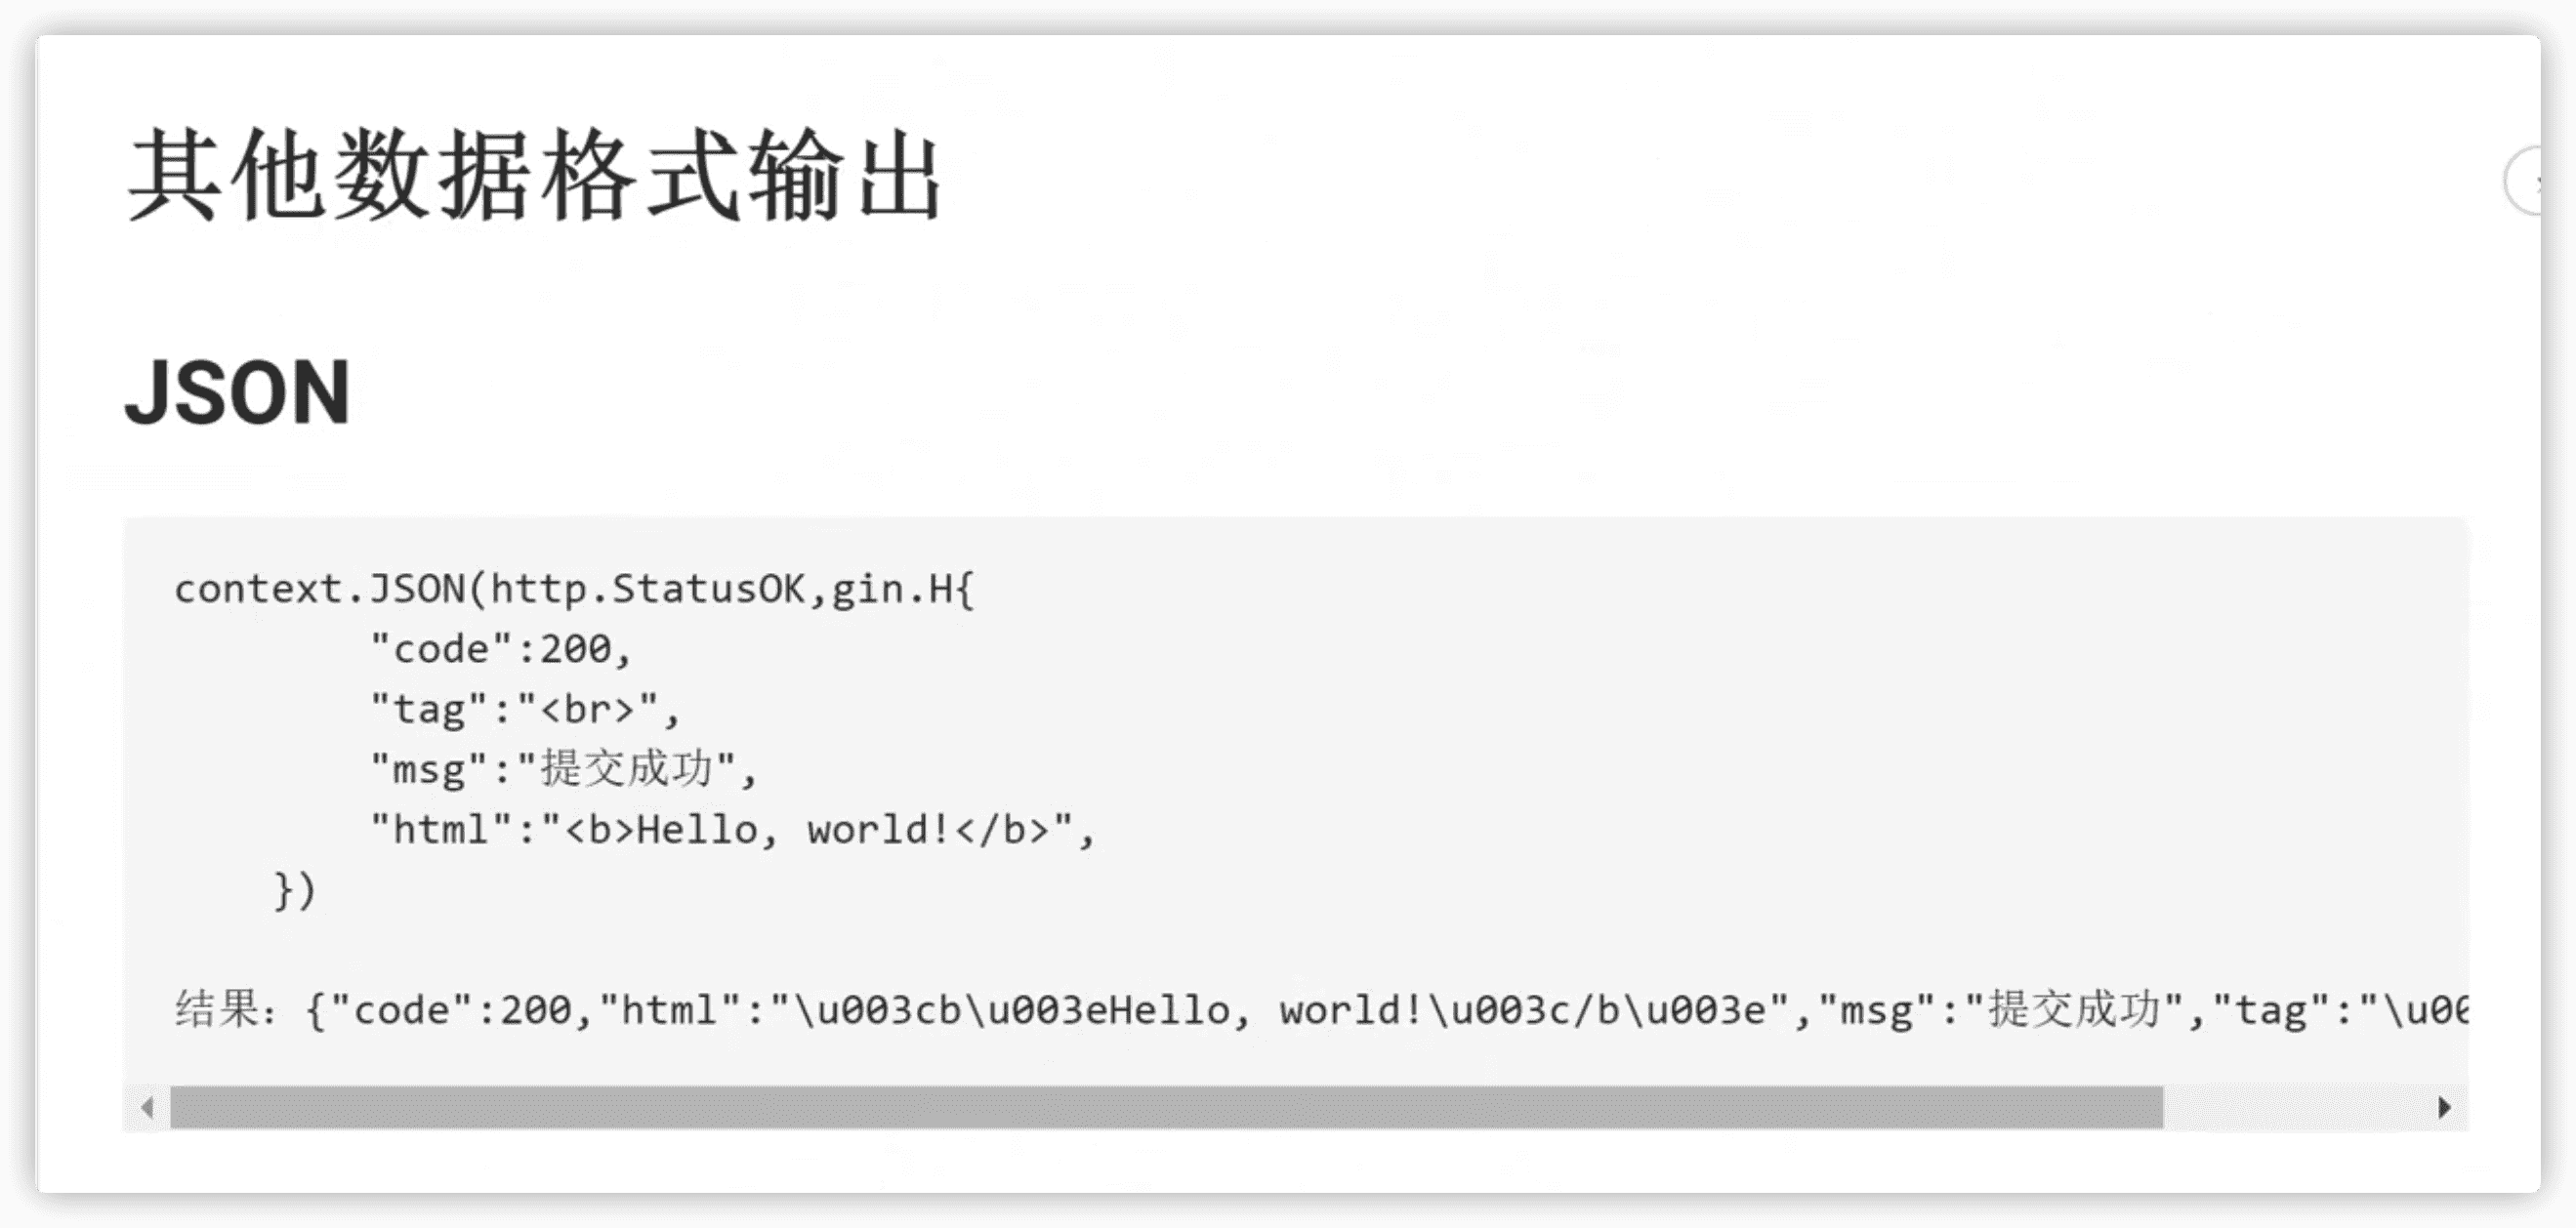 其他数据格式输出
JSON
context.JSON(http.StatusOK,gin.H{
"code":200,
"tag":"<br>",
"msg":"提交成功",
"html":"<b>Hello, world!</b>",
})
结果: {"code":200,"html":"\u003cb\u003eHello, world!\u003c/b\u003e","msg":"提交成功","tag":"\u00